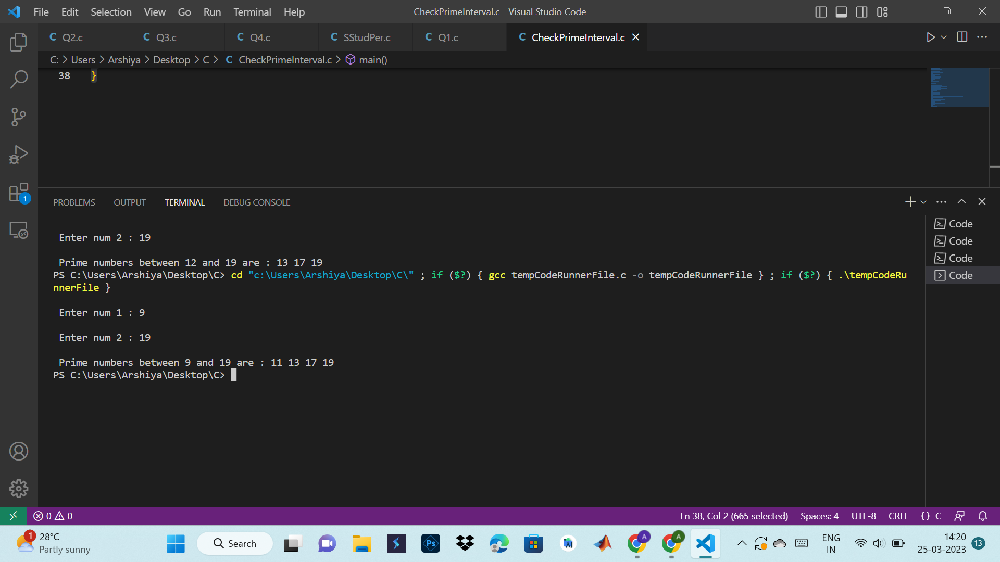 File Edit Selection View Go Run Terminal Help CheckPrimeInterval.c - Visual Studio Code
C Q2.c C Q3.c C Q4.c C SStudPer.c C Q1.c C CheckPrimeInterval.c
C: > Users > Arshiya > Desktop > C > C CheckPrimeInterval.c > main()
38 }
1
PROBLEMS OUTPUT TERMINAL DEBUG CONSOLE
Enter num 2 : 19
Prime numbers between 12 and 19 are : 13 17 19
PS C:\Users\Arshiya\Desktop\C> cd "c:\Users\Arshiya\Desktop\C\" ; if ($?) { gcc tempCodeRunnerFile.c -o tempCodeRunnerFile } ; if ($?) { .\tempCodeRu
nnerFile }
Enter num 1 : 9
Enter num 2 : 19
Prime numbers between 9 and 19 are : 11 13 17 19
PS C:\Users\Arshiya\Desktop\C>
Code
Code
Code
Code
0 0 Ln 38, Col 2 (665 selected) Spaces: 4 UTF-8 CRLF {} C
1 28°C
Partly sunny
Search
Ps
A
A
ENG
IN
14:20
25-03-2023
13